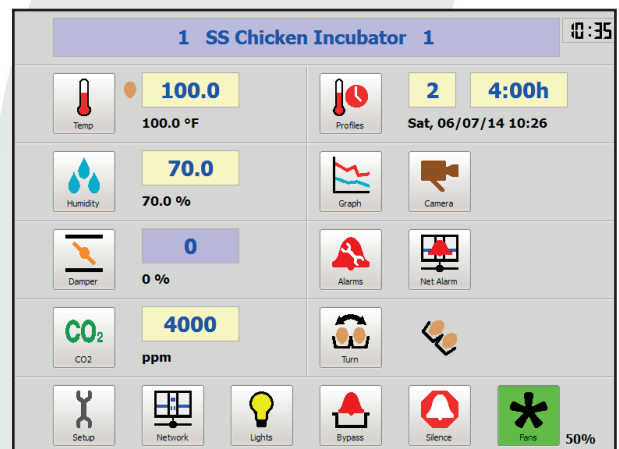 1 SS Chicken Incubator 1
10:35
Temp
100.0
100.0 °F
Profiles
2
4:00h
Sat, 06/07/14 10:26
Humidity
70.0
70.0 %
Graph
Camera
Damper
0
0 %
Alarms
Net Alarm
CO₂
CO2
4000
ppm
Turn
Setup
Network
Lights
Bypass
Silence
Fans
50%